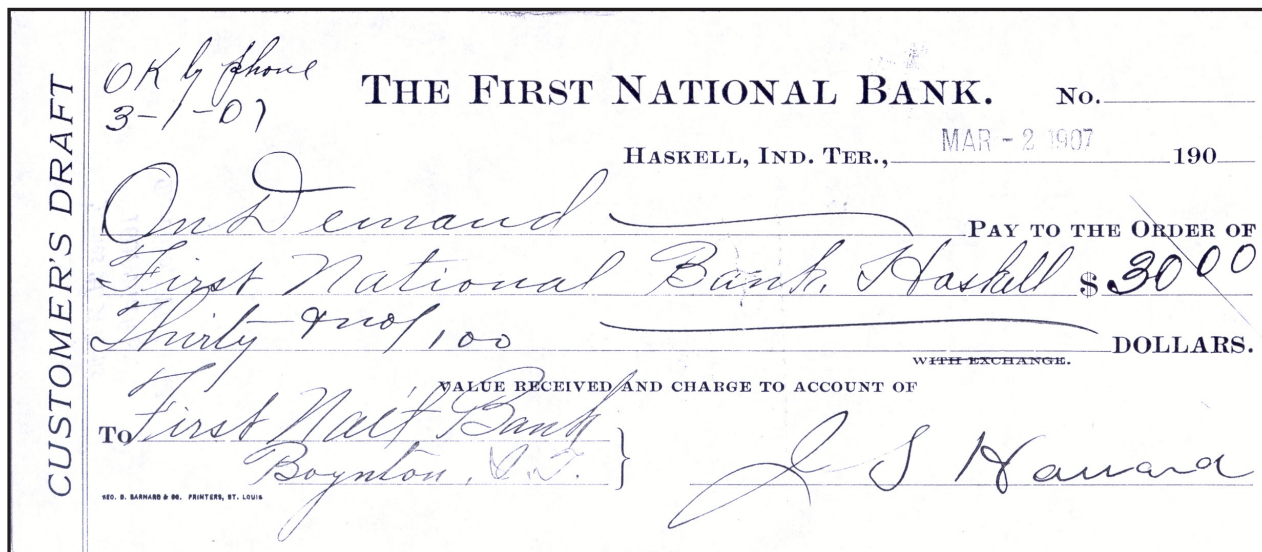 CUSTOMER'S DRAFT
OK by phone
3-1-07
THE FIRST NATIONAL BANK. No.
HASKELL, IND. TER., MAR - 2 1907 190
On Demand PAY TO THE ORDER OF
First National Bank, Haskell $ 30 00
Thirty & no/100 DOLLARS.
WITH EXCHANGE.
VALUE RECEIVED AND CHARGE TO ACCOUNT OF
To First Nat'l Bank
Boynton, I.T.
J S
GEO. D. BARNARD & CO. PRINTERS, ST. LOUIS